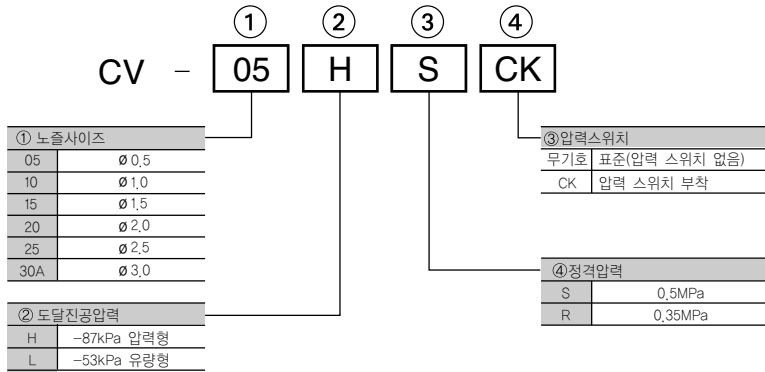 ① ② ③ ④
CV - 05 H S CK
① 노즐사이즈
05 Ø 0.5
10 Ø 1.0
15 Ø 1.5
20 Ø 2.0
25 Ø 2.5
30A Ø 3.0
② 도달진공압력
H -87kPa 압력형
L -53kPa 유량형
③압력스위치
무기호 표준(압력 스위치 없음)
CK 압력 스위치 부착
④정격압력
S 0.5MPa
R 0.35MPa